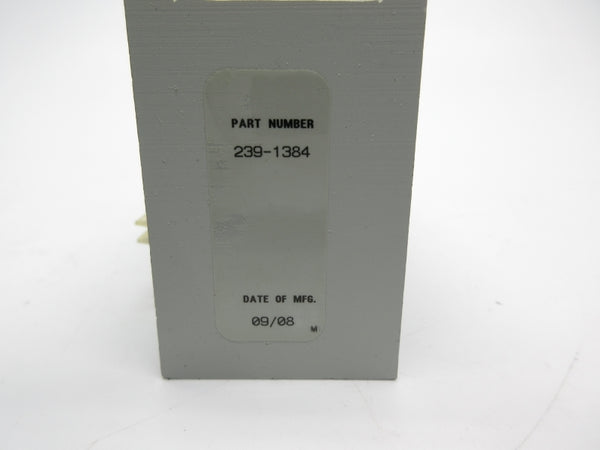 PART NUMBER
239-1384
DATE OF MFG.
09/08
M